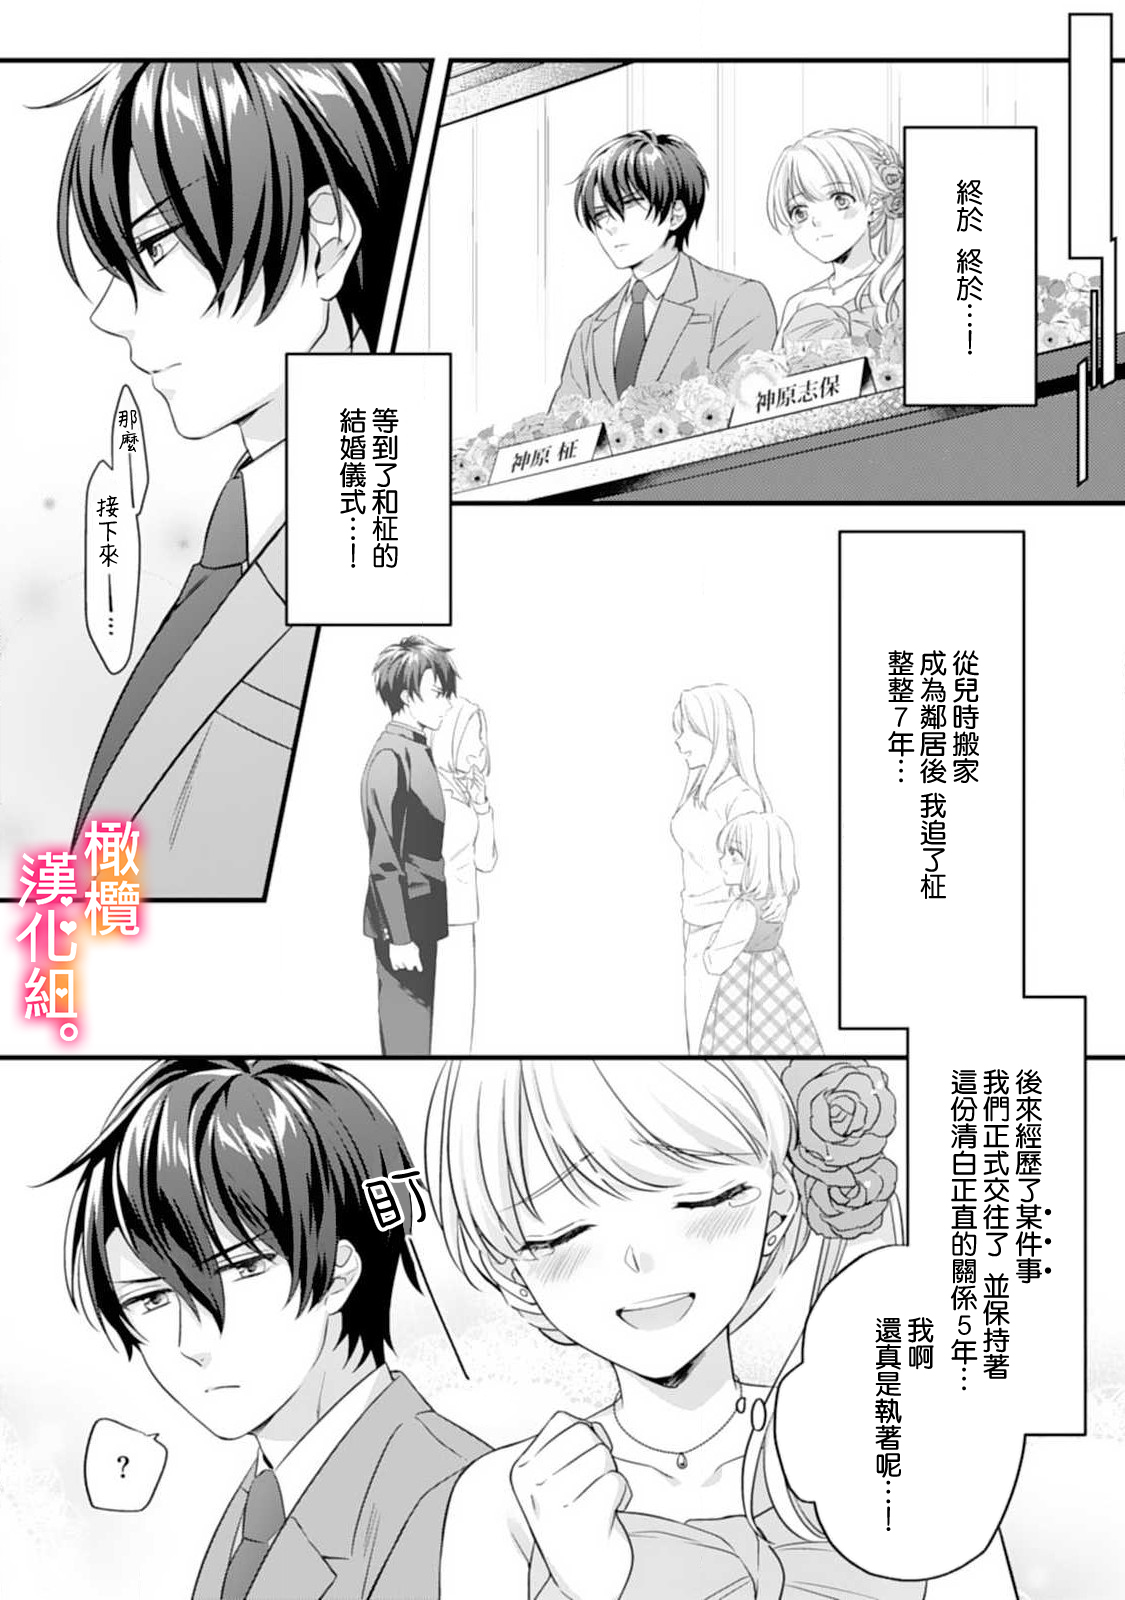 終於 終於…！
神原志保
神原 柾
等到了和柾的
結婚儀式…！
那麼
接下來
…
從兒時搬家
成為鄰居後 我追了柾
整整7年…
後來經歷了某件事
我們正式交往了 並保持著
這份清白正直的關係5年…
盯
我啊
還真是執著呢…！
？
橄欖
漢化組。